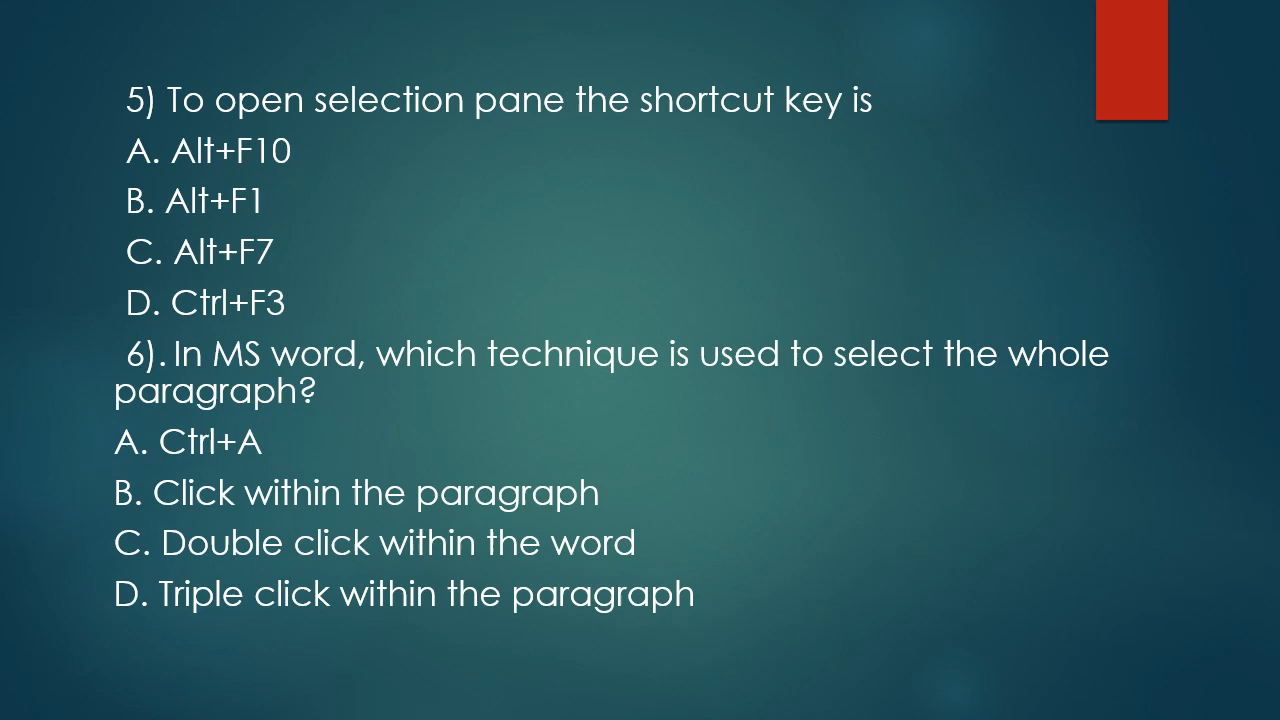 5) To open selection pane the shortcut key is
A. Alt+F10
B. Alt+F1
C. Alt+F7
D. Ctrl+F3
6). In MS word, which technique is used to select the whole
paragraph?
A. Ctrl+A
B. Click within the paragraph
C. Double click within the word
D. Triple click within the paragraph